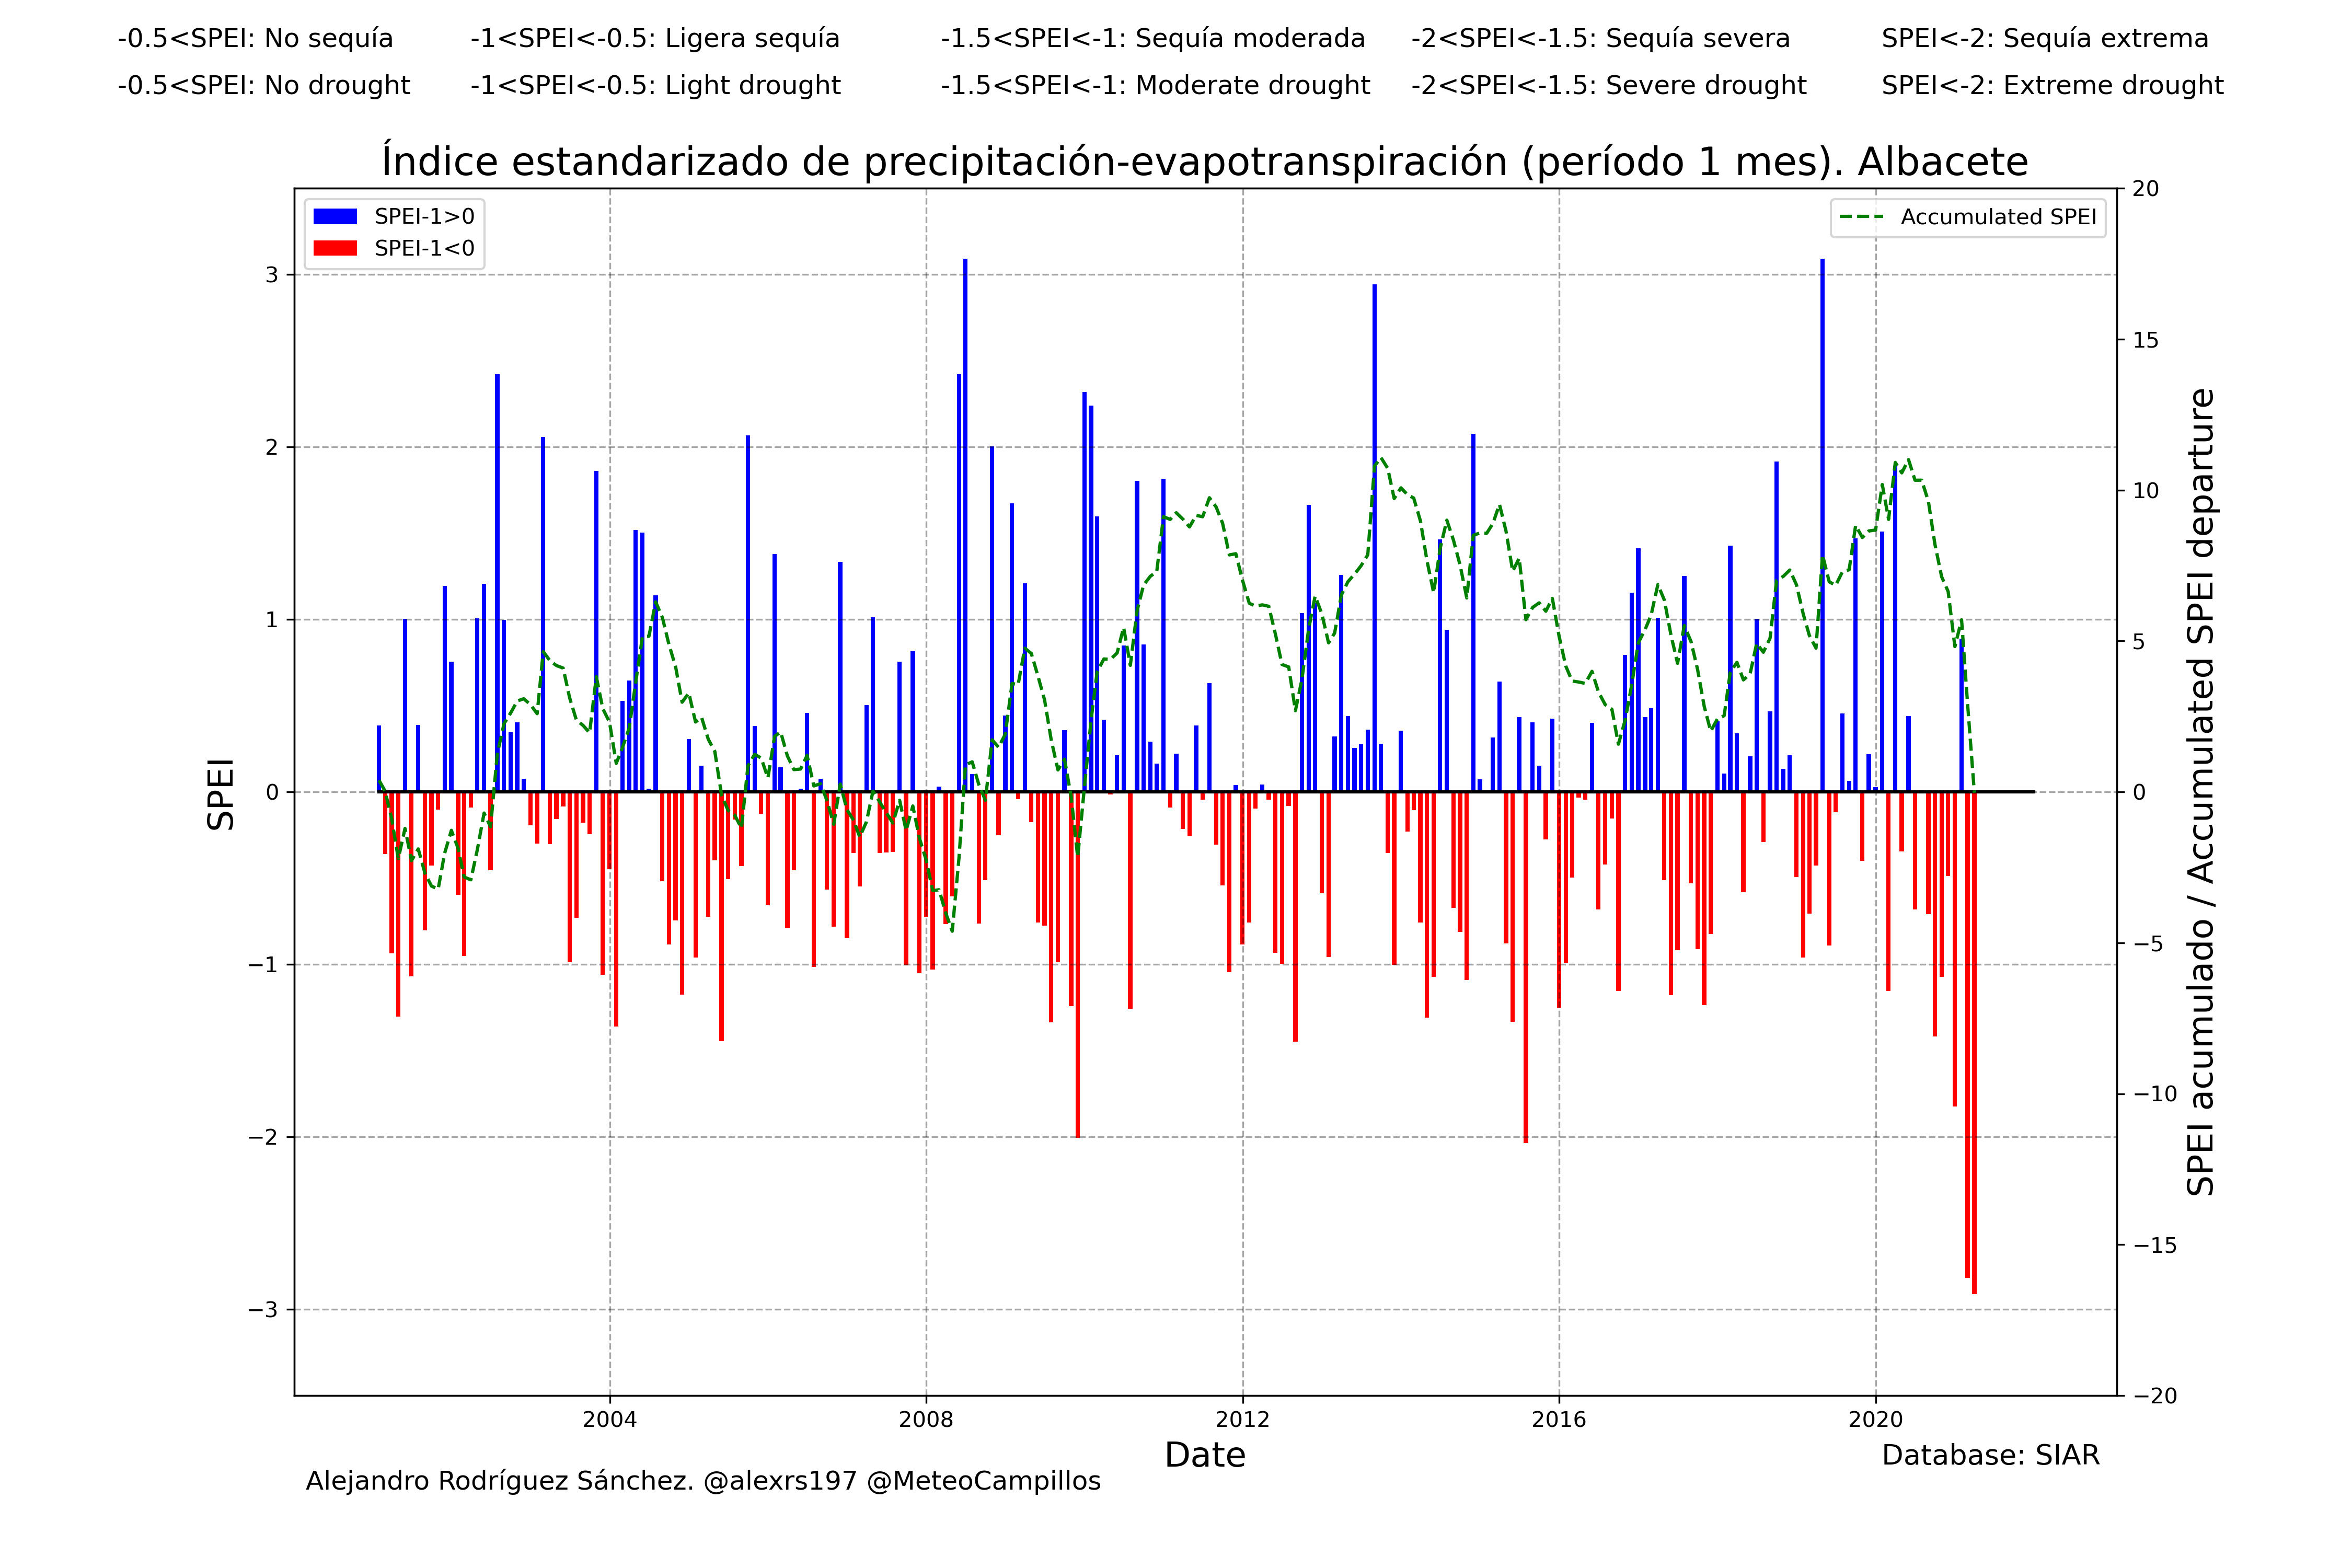 -0.5<SPEI: No sequía -1<SPEI<-0.5: Ligera sequía -1.5<SPEI<-1: Sequía moderada -2<SPEI<-1.5: Sequía severa SPEI<-2: Sequía extrema
-0.5<SPEI: No drought -1<SPEI<-0.5: Light drought -1.5<SPEI<-1: Moderate drought -2<SPEI<-1.5: Severe drought SPEI<-2: Extreme drought
Índice estandarizado de precipitación-evapotranspiración (período 1 mes). Albacete
SPEI-1>0
SPEI-1<0
Accumulated SPEI
SPEI
3
2
1
0
−1
−2
−3
20
15
10
5
0
−5
−10
−15
−20
SPEI acumulado / Accumulated SPEI departure
2004 2008 2012 2016 2020
Date
Database: SIAR
Alejandro Rodríguez Sánchez. @alexrs197 @MeteoCampillos